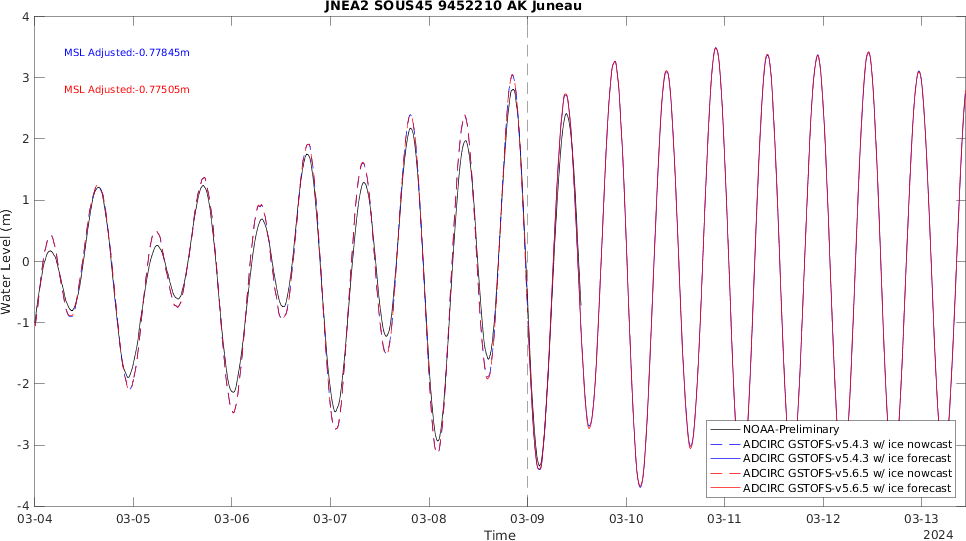 JNEA2 SOUS45 9452210 AK Juneau
MSL Adjusted:-0.77845m
MSL Adjusted:-0.77505m
Water Level (m)
4
3
2
1
0
-1
-2
-3
-4
NOAA-Preliminary
ADCIRC GSTOFS-v5.4.3 w/ ice nowcast
ADCIRC GSTOFS-v5.4.3 w/ ice forecast
ADCIRC GSTOFS-v5.6.5 w/ ice nowcast
ADCIRC GSTOFS-v5.6.5 w/ ice forecast
03-04 03-05 03-06 03-07 03-08 03-09 03-10 03-11 03-12 03-13
Time
2024